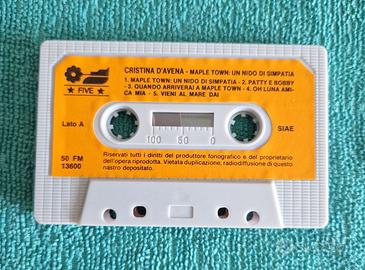 CRISTINA D'AVENA - MAPLE TOWN: UN NIDO DI SIMPATIA
1. MAPLE TOWN: UN NIDO DI SIMPATIA - 2. PATTY E BOBBY
- 3. QUANDO ARRIVERAI A MAPLE TOWN - 4. OH LUNA AMI-
CA MIA - 5. VIENI AL MARE DAI
★ FIVE ★
Lato A
SIAE
100 50 0
50 FM
13600
Riservati tutti i diritti del produttore fonografico e del proprietario
dell'opera riprodotta. Vietata duplicazione, radiodiffusione di questo
nastro depositato.